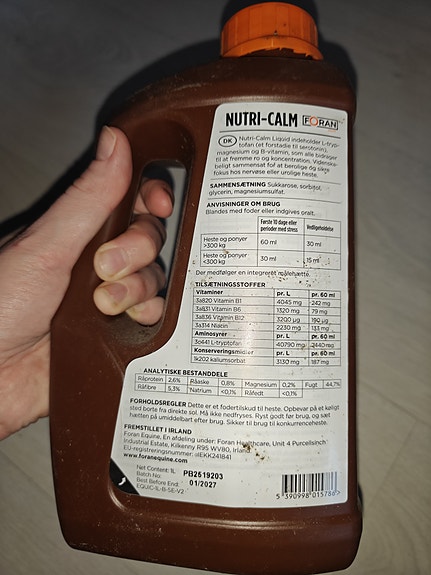 NUTRI-CALM FORAN
DK Nutri-Calm Liquid indeholder L-tryp-
tofan (et forstadie til serotonin),
magnesium og B-vitamin, som alle bidrager
til at fremme ro og koncentration. Videnska-
beligt sammensat for at berolige og øge
fokus hos nervøse eller urolige heste.
SAMMENSÆTNING Sukkarose, sorbitol,
glycerin, magnesiumsulfat.
ANVISNINGER OM BRUG
Blandes med foder eller indgives oralt.
Første 10 dage eller perioder med stress Vedligeholdelse
Heste og ponyer >300 kg 60 ml 30 ml
Heste og ponyer <300 kg 30 ml 15 ml
Der medfølger en integreret målehætte.
TILSÆTNINGSSTOFFER
Vitaminer pr. L pr. 60 ml
3a820 Vitamin B1 4045 mg 242 mg
3a831 Vitamin B6 1320 mg 79 mg
3a836 Vitamin B12 3200 µg 190 µg
3a314 Niacin 2230 mg 133 mg
Aminosyrer pr. L pr. 60 ml
3c441 L-tryptofan 40790 mg 2440 mg
Konserveringsmidler pr. L pr. 60 ml
1k202 kaliumsorbat 3130 mg 187 mg
ANALYTISKE BESTANDDELE
Råprotein 2,6% Råaske 0,8% Magnesium 0,2% Fugt 44,7%
Råfibre 5,3% Natrium <0,1% Råfedt <0,1%
FORHOLDSREGLER Dette er et fodertilskud til heste. Opbevar på et køligt
sted borte fra direkte sol. Må ikke nedfryses. Ryst godt før brug, og sæt
hætten på umiddelbart efter brug. Sikker til brug for konkurrenceheste.
FREMSTILLET I IRLAND
Foran Equine, En afdeling under: Foran Healthcare, Unit 4 Purcellsinch
Industrial Estate, Kilkenny R95 WV80, Irland
EU-registreringsnummer: αIEKK241841
www.foranequine.com
Net Content: 1L
Batch No: PB2519203
Best Before End: 01/2027
EQUIC-IL-B-SE-V2
5 390998 015786